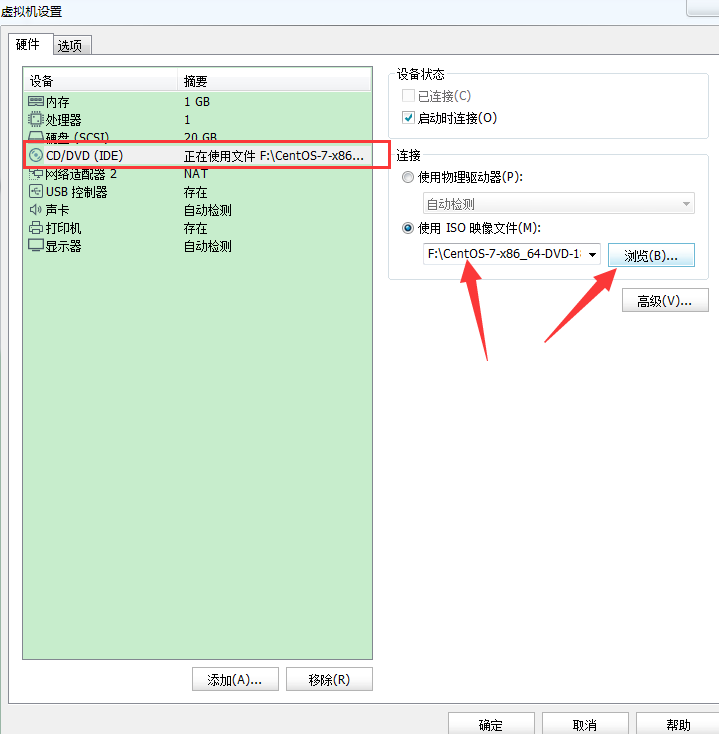 虚拟机设置
硬件 选项
设备 摘要
内存 1 GB
处理器 1
硬盘 (SCSI) 20 GB
CD/DVD (IDE) 正在使用文件 F:\CentOS-7-x86...
网络适配器 2 NAT
USB 控制器 存在
声卡 自动检测
打印机 存在
显示器 自动检测
添加(A)... 移除(R)
设备状态
已连接(C)
启动时连接(O)
连接
使用物理驱动器(P):
自动检测
使用 ISO 映像文件(M):
F:\CentOS-7-x86_64-DVD-18 浏览(B)...
高级(V)...
确定 取消 帮助